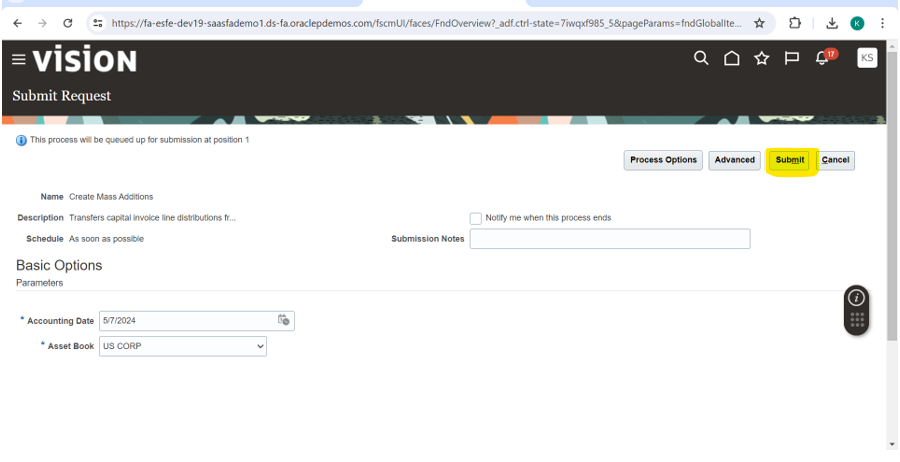 https://fa-esfe-dev19-saasfademo1.ds-fa.oraclepdemos.com/fscmUI/faces/FndOverview?_adf.ctrl-state=7iwqxf985_5&pageParams=fndGlobalIte...
K
vision
17
KS
Submit Request
This process will be queued up for submission at position 1
Process Options Advanced Submit Cancel
Name Create Mass Additions
Description Transfers capital invoice line distributions fr... Notify me when this process ends
Schedule As soon as possible Submission Notes
Basic Options
Parameters
* Accounting Date 5/7/2024
* Asset Book US CORP